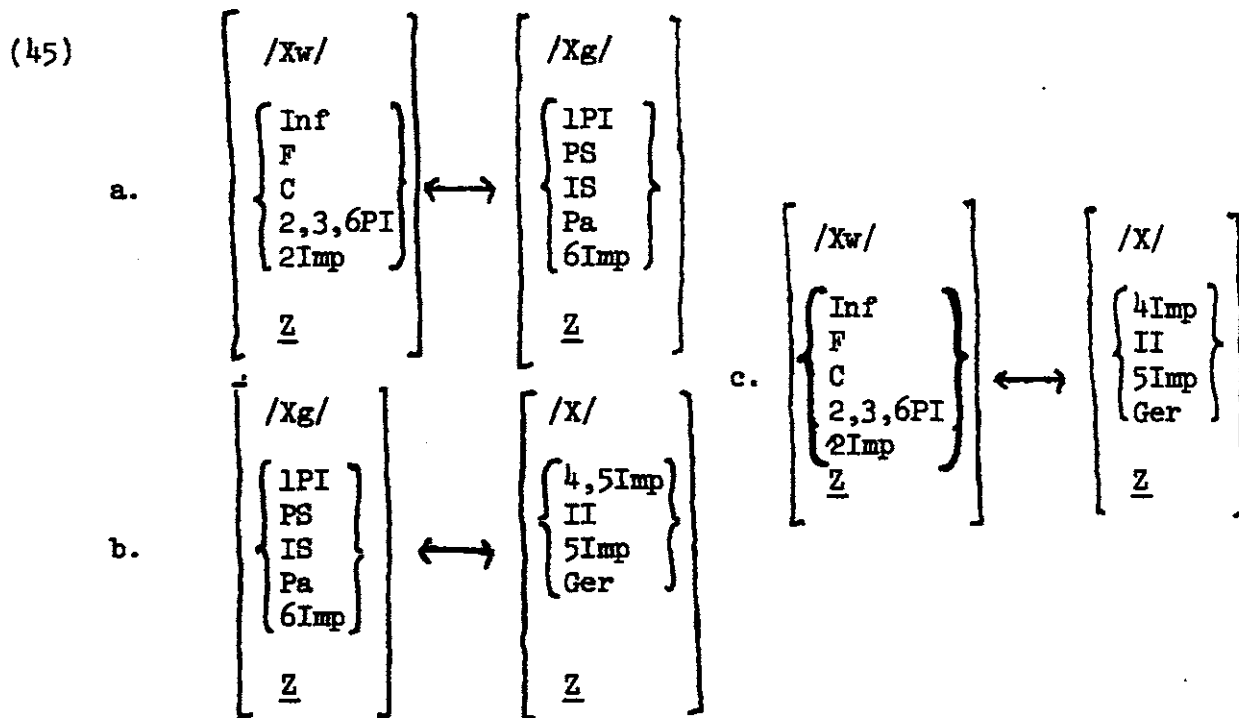 (45)
a.
/Xw/
Inf
F
C
2,3,6PI
2Imp
Z
/Xg/
1PI
PS
IS
Pa
6Imp
Z
b.
/Xg/
1PI
PS
IS
Pa
6Imp
Z
/X/
4,5Imp
II
5Imp
Ger
Z
c.
/Xw/
Inf
F
C
2,3,6PI
2Imp
Z
/X/
4Imp
II
5Imp
Ger
Z